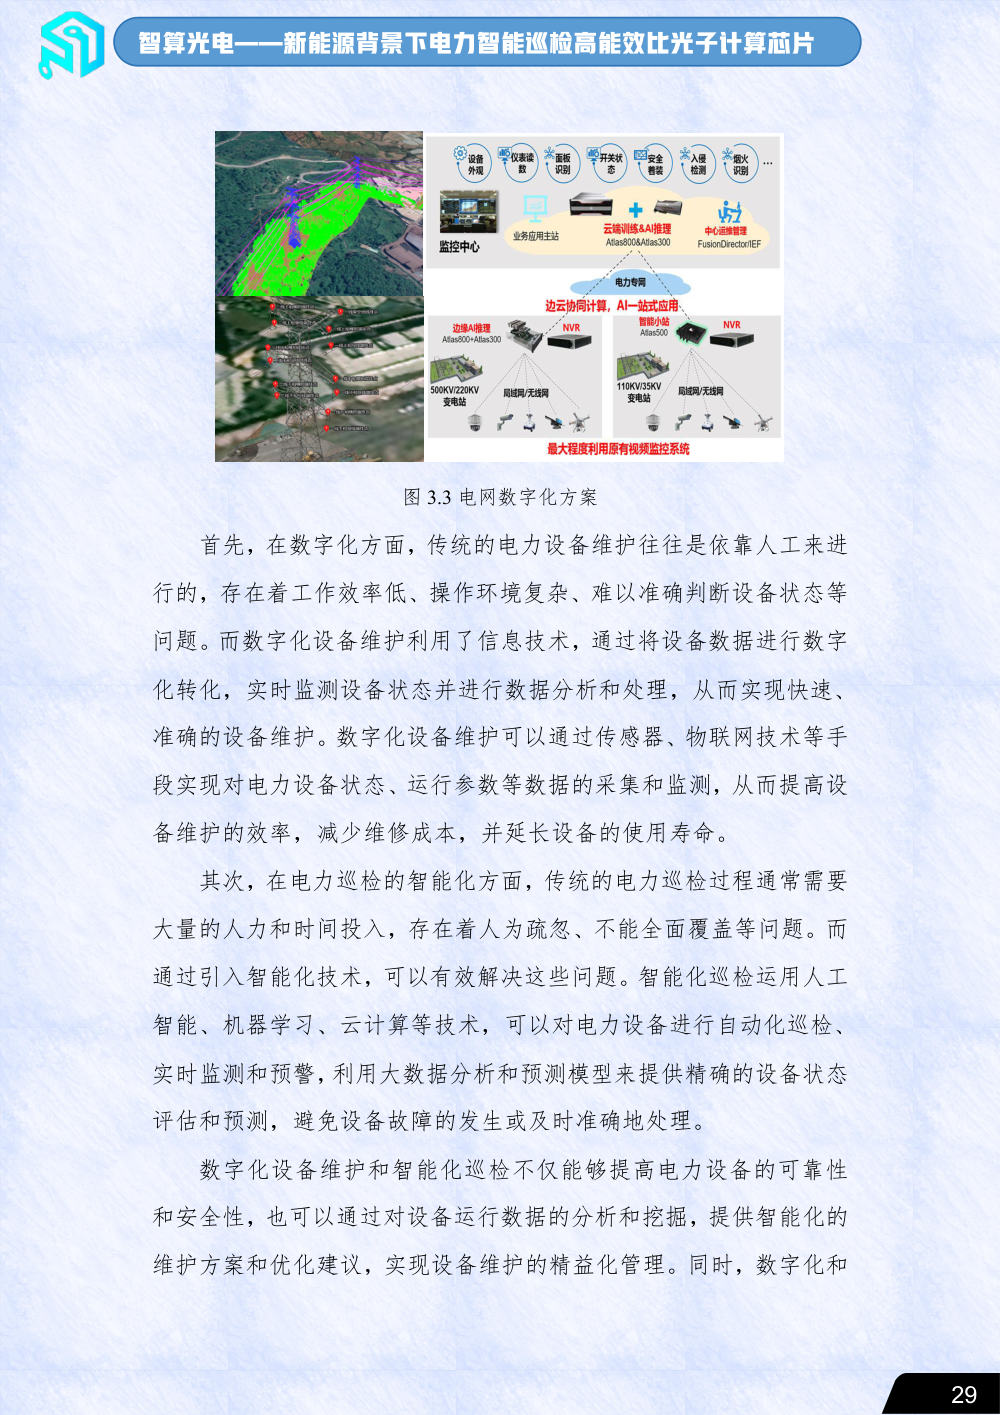 智算光电——新能源背景下电力智能巡检高能效比光子计算芯片
设备外观
仪表读数
面板识别
开关状态
安全着装
入侵检测
烟火识别
...
监控中心
业务应用主站
云端训练&AI推理
Atlas800&Atlas300
中心运维管理
FusionDirector/IEF
电力专网
边云协同计算，AI一站式应用
边缘AI推理
Atlas800+Atlas300
NVR
500KV/220KV
变电站
局域网/无线网
智能小站
Atlas500
NVR
110KV/35KV
变电站
局域网/无线网
最大程度利用原有视频监控系统
图 3.3 电网数字化方案
首先，在数字化方面，传统的电力设备维护往往是依靠人工来进
行的，存在着工作效率低、操作环境复杂、难以准确判断设备状态等
问题。而数字化设备维护利用了信息技术，通过将设备数据进行数字
化转化，实时监测设备状态并进行数据分析和处理，从而实现快速、
准确的设备维护。数字化设备维护可以通过传感器、物联网技术等手
段实现对电力设备状态、运行参数等数据的采集和监测，从而提高设
备维护的效率，减少维修成本，并延长设备的使用寿命。
其次，在电力巡检的智能化方面，传统的电力巡检过程通常需要
大量的人力和时间投入，存在着人为疏忽、不能全面覆盖等问题。而
通过引入智能化技术，可以有效解决这些问题。智能化巡检运用人工
智能、机器学习、云计算等技术，可以对电力设备进行自动化巡检、
实时监测和预警，利用大数据分析和预测模型来提供精确的设备状态
评估和预测，避免设备故障的发生或及时准确地处理。
数字化设备维护和智能化巡检不仅能够提高电力设备的可靠性
和安全性，也可以通过对设备运行数据的分析和挖掘，提供智能化的
维护方案和优化建议，实现设备维护的精益化管理。同时，数字化和
29